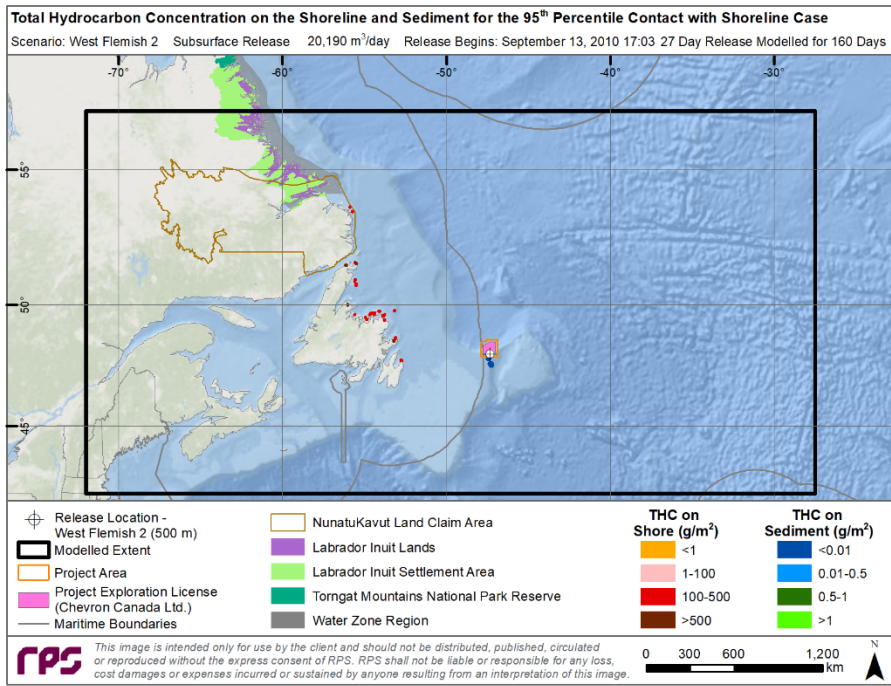 Total Hydrocarbon Concentration on the Shoreline and Sediment for the 95th Percentile Contact with Shoreline Case
Scenario: West Flemish 2 Subsurface Release 20,190 m³/day Release Begins: September 13, 2010 17:03 27 Day Release Modelled for 160 Days
-70° -60° -50° -40° -30°
55°
50°
45°
Release Location -
West Flemish 2 (500 m)
Modelled Extent
Project Area
Project Exploration License
(Chevron Canada Ltd.)
Maritime Boundaries
NunatuKavut Land Claim Area
Labrador Inuit Lands
Labrador Inuit Settlement Area
Torngat Mountains National Park Reserve
Water Zone Region
THC on
Shore (g/m²)
<1
1-100
100-500
>500
THC on
Sediment (g/m²)
<0.01
0.01-0.5
0.5-1
>1
rps
This image is intended only for use by the client and should not be distributed, published, circulated
or reproduced without the express consent of RPS. RPS shall not be liable or responsible for any loss,
cost damages or expenses incurred or sustained by anyone resulting from an interpretation of this image.
0 300 600 1,200
km
N